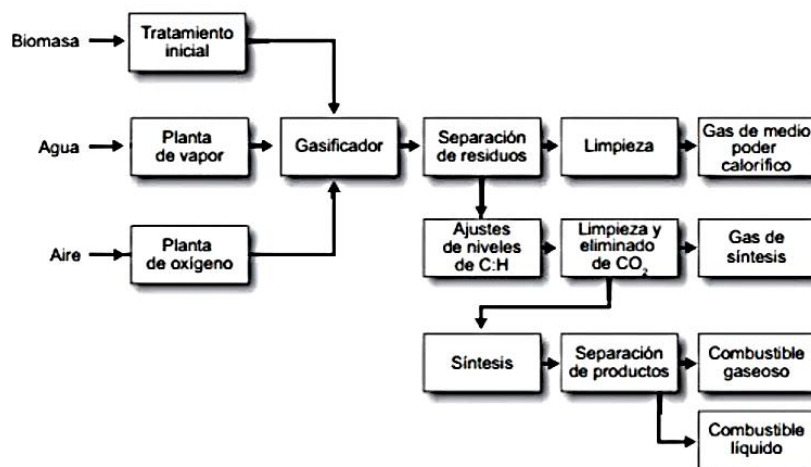 Biomasa
Tratamiento
inicial
Agua
Planta
de vapor
Gasificador
Separación
de residuos
Limpieza
Gas de medio
poder
calorifico
Aire
Planta
de oxígeno
Ajustes
de niveles
de C:H
Limpieza y
eliminado
de CO₂
Gas de
síntesis
Síntesis
Separación
de productos
Combustible
gaseoso
Combustible
líquido